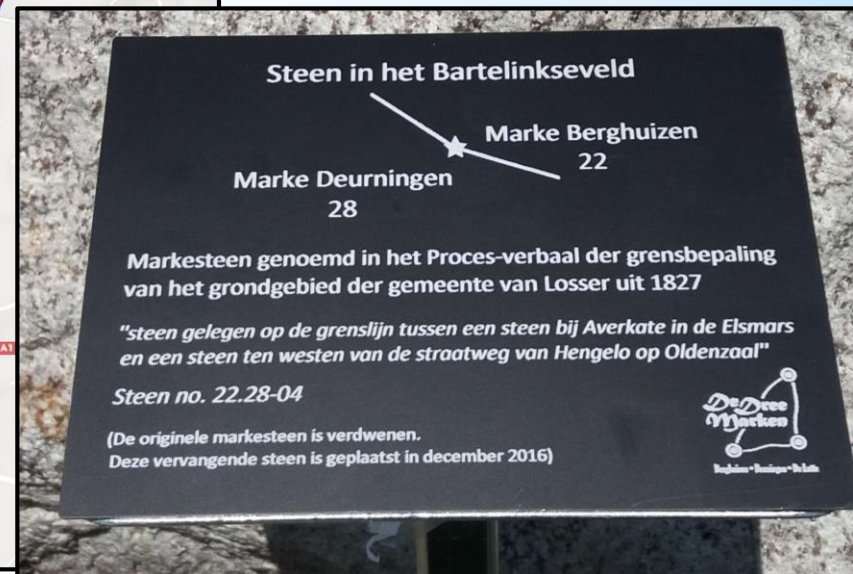 Steen in het Bartelinkseveld
Marke Berghuizen
22
Marke Deurningen
28
Markesteen genoemd in het Proces-verbaal der grensbepaling
van het grondgebied der gemeente van Losser uit 1827
"steen gelegen op de grenslijn tussen een steen bij Averkate in de Elsmars
en een steen ten westen van de straatweg van Hengelo op Oldenzaal"
Steen no. 22.28-04
(De originele markesteen is verdwenen.
Deze vervangende steen is geplaatst in december 2016)
De Dree
Marken
A1